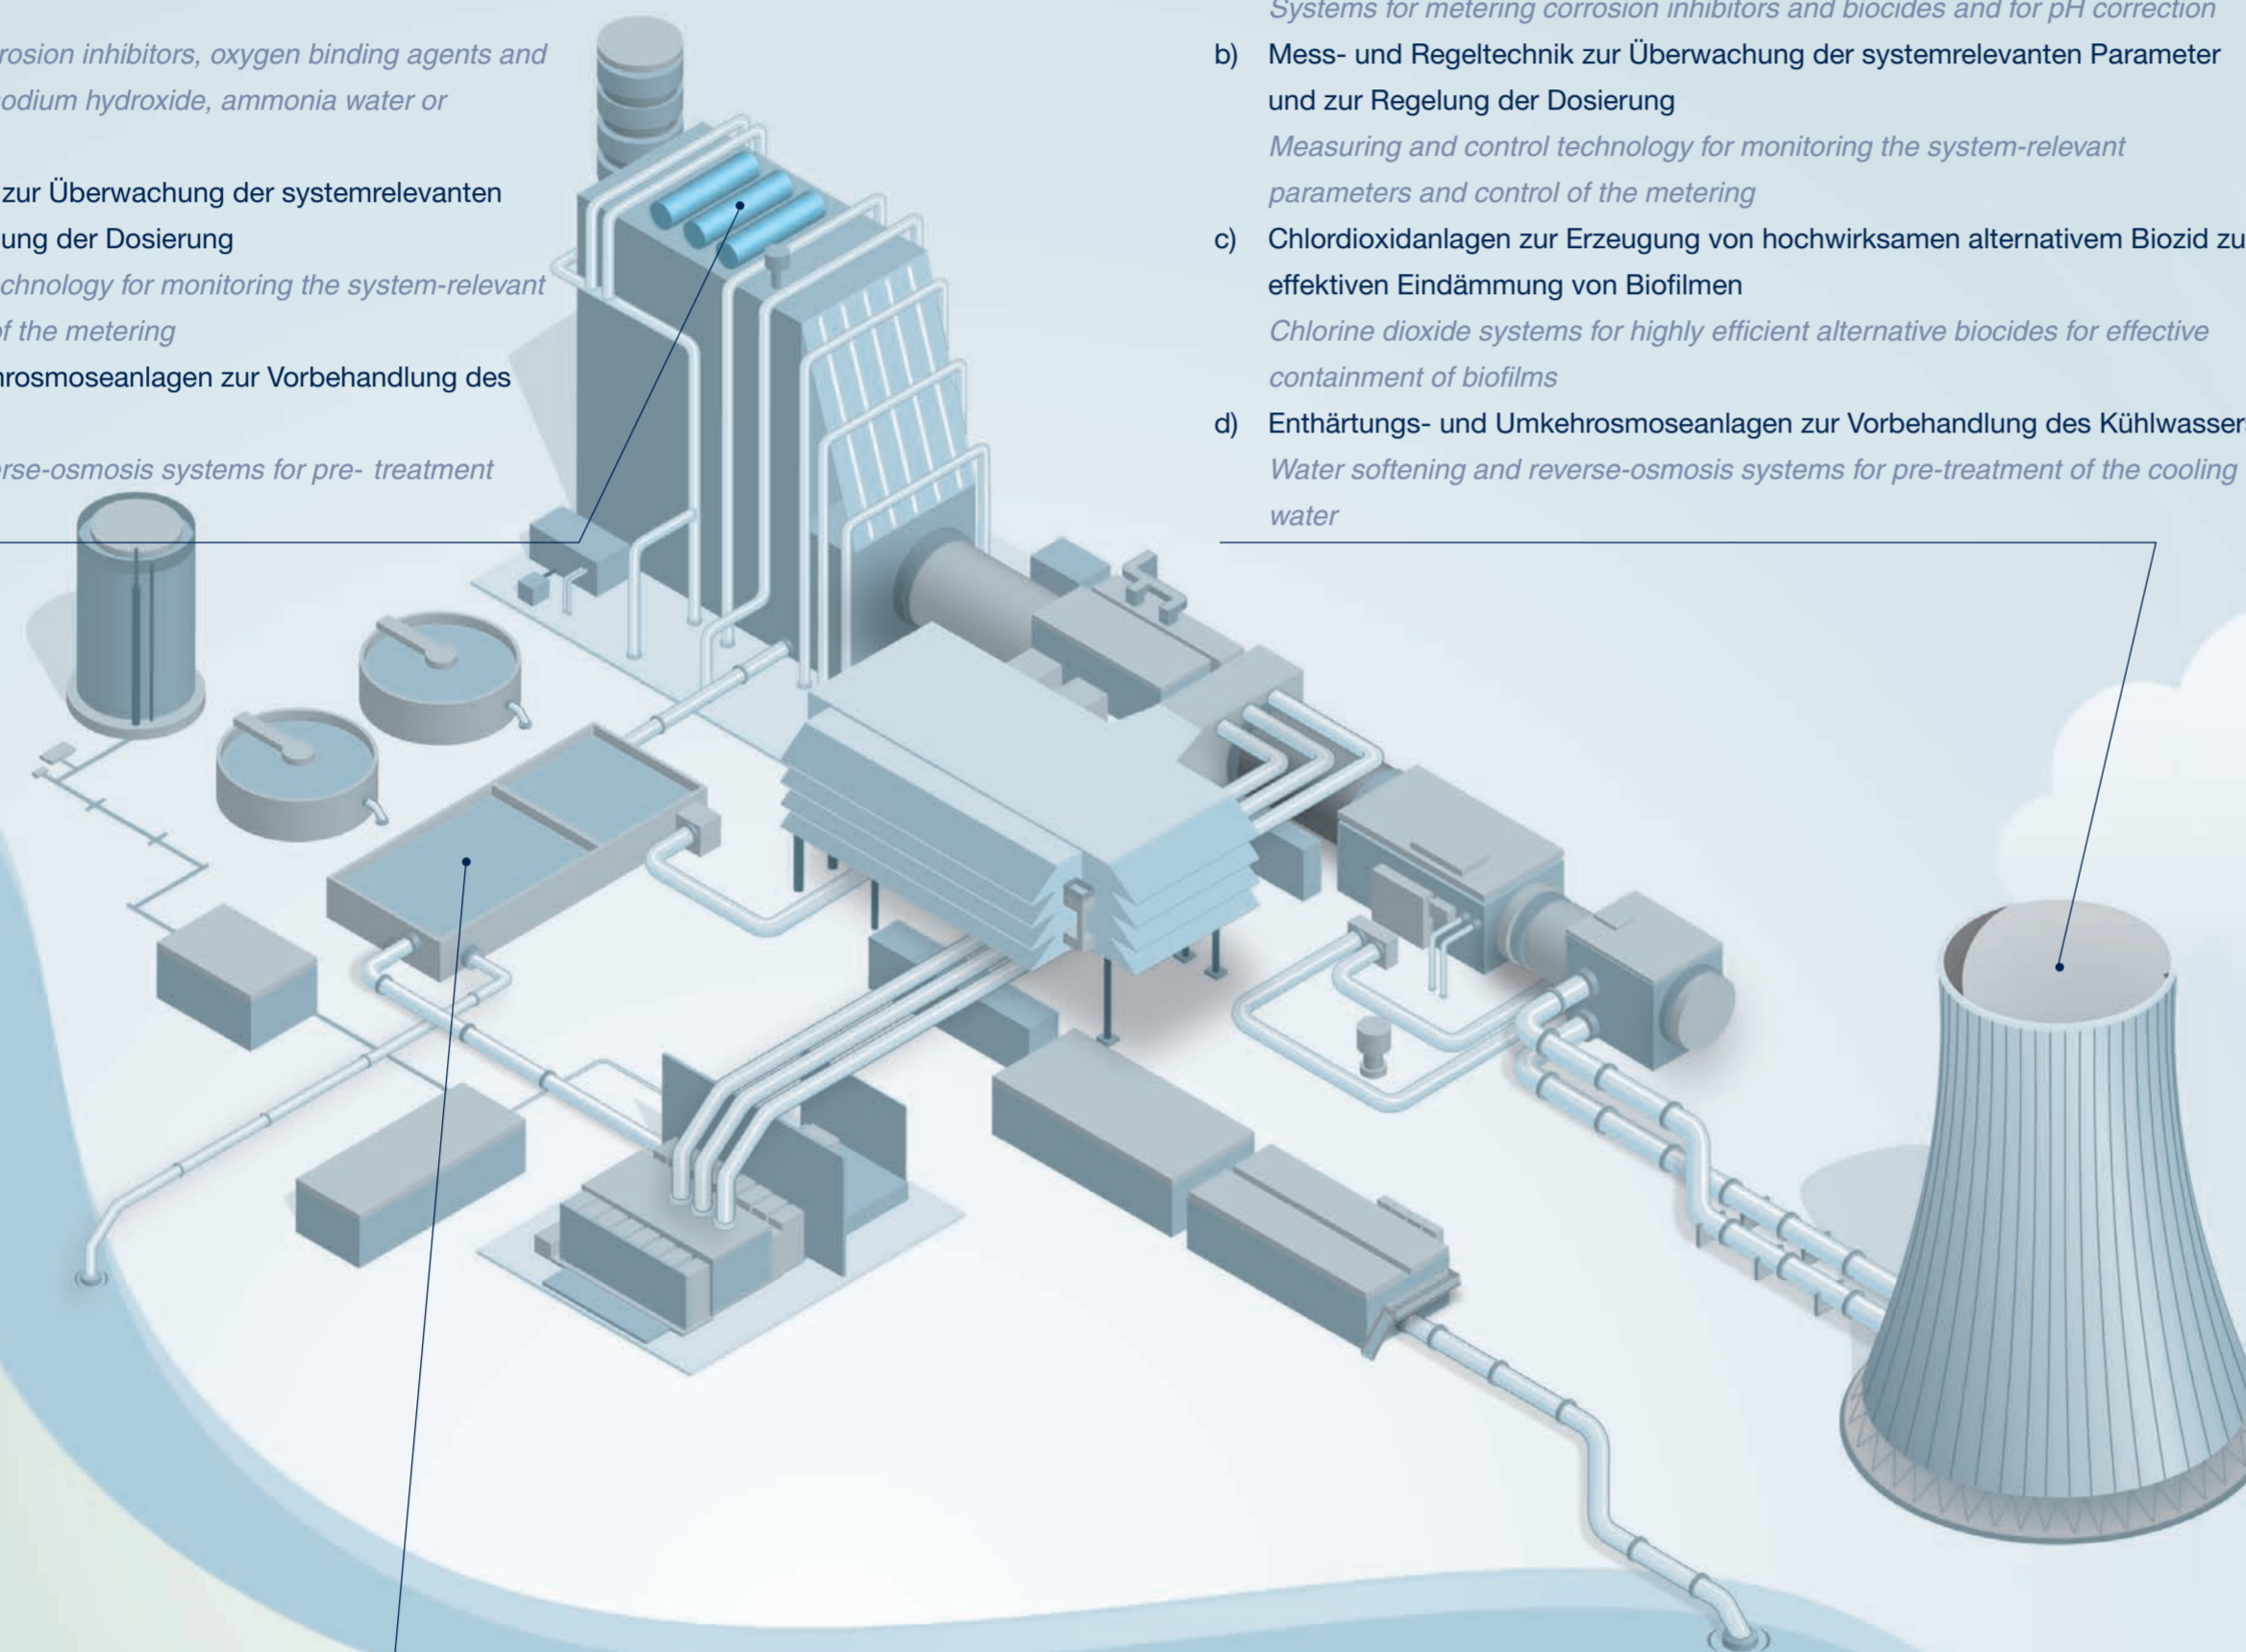 rosion inhibitors, oxygen binding agents and
sodium hydroxide, ammonia water or
zur Überwachung der systemrelevanten
ung der Dosierung
chnology for monitoring the system-relevant
of the metering
rosmoseanlagen zur Vorbehandlung des
rse-osmosis systems for pre- treatment
Systems for metering corrosion inhibitors and biocides and for pH correction
b) Mess- und Regeltechnik zur Überwachung der systemrelevanten Parameter
und zur Regelung der Dosierung
Measuring and control technology for monitoring the system-relevant
parameters and control of the metering
c) Chlordioxidanlagen zur Erzeugung von hochwirksamen alternativem Biozid zu
effektiven Eindämmung von Biofilmen
Chlorine dioxide systems for highly efficient alternative biocides for effective
containment of biofilms
d) Enthärtungs- und Umkehrosmoseanlagen zur Vorbehandlung des Kühlwassers
Water softening and reverse-osmosis systems for pre-treatment of the cooling
water